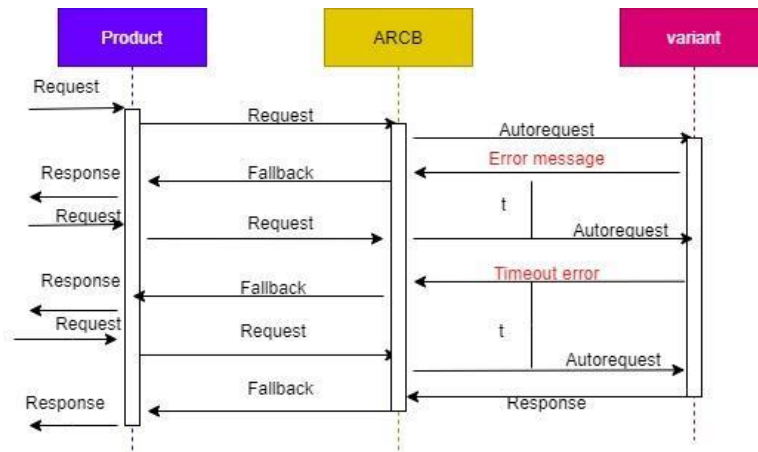 Product
ARCB
variant
Request
Request
Autorequest
Error message
Fallback
Response
t
Request
Request
Autorequest
Timeout error
Response
Fallback
Request
Request
t
Autorequest
Fallback
Response
Response